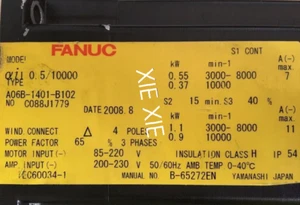 FANUC
S1 CONT
MODEL kW min-1 A(~)
αiI 0.5/10000 0.55 3000-8000 7
TYPE 0.37 10000
A06B-1401-B102
NO C088J1779 DATE 2008.8 S2 15 min. S3 40 %
kW min-1 A(~) max
WIND CONNECT △ 4 POLES 1.1 3000-8000 11
POWER FACTOR 65 % 3 PHASES 0.9 10000
MOTOR INPUT (~) 85-220 V INSULATION CLASS H IP 54
AMP INPUT (~) 200-230 V 50/60Hz AMB TEMP 0-40℃
IEC60034-1 MANUAL B-65272EN YAMANASHI JAPAN
XIE XIE